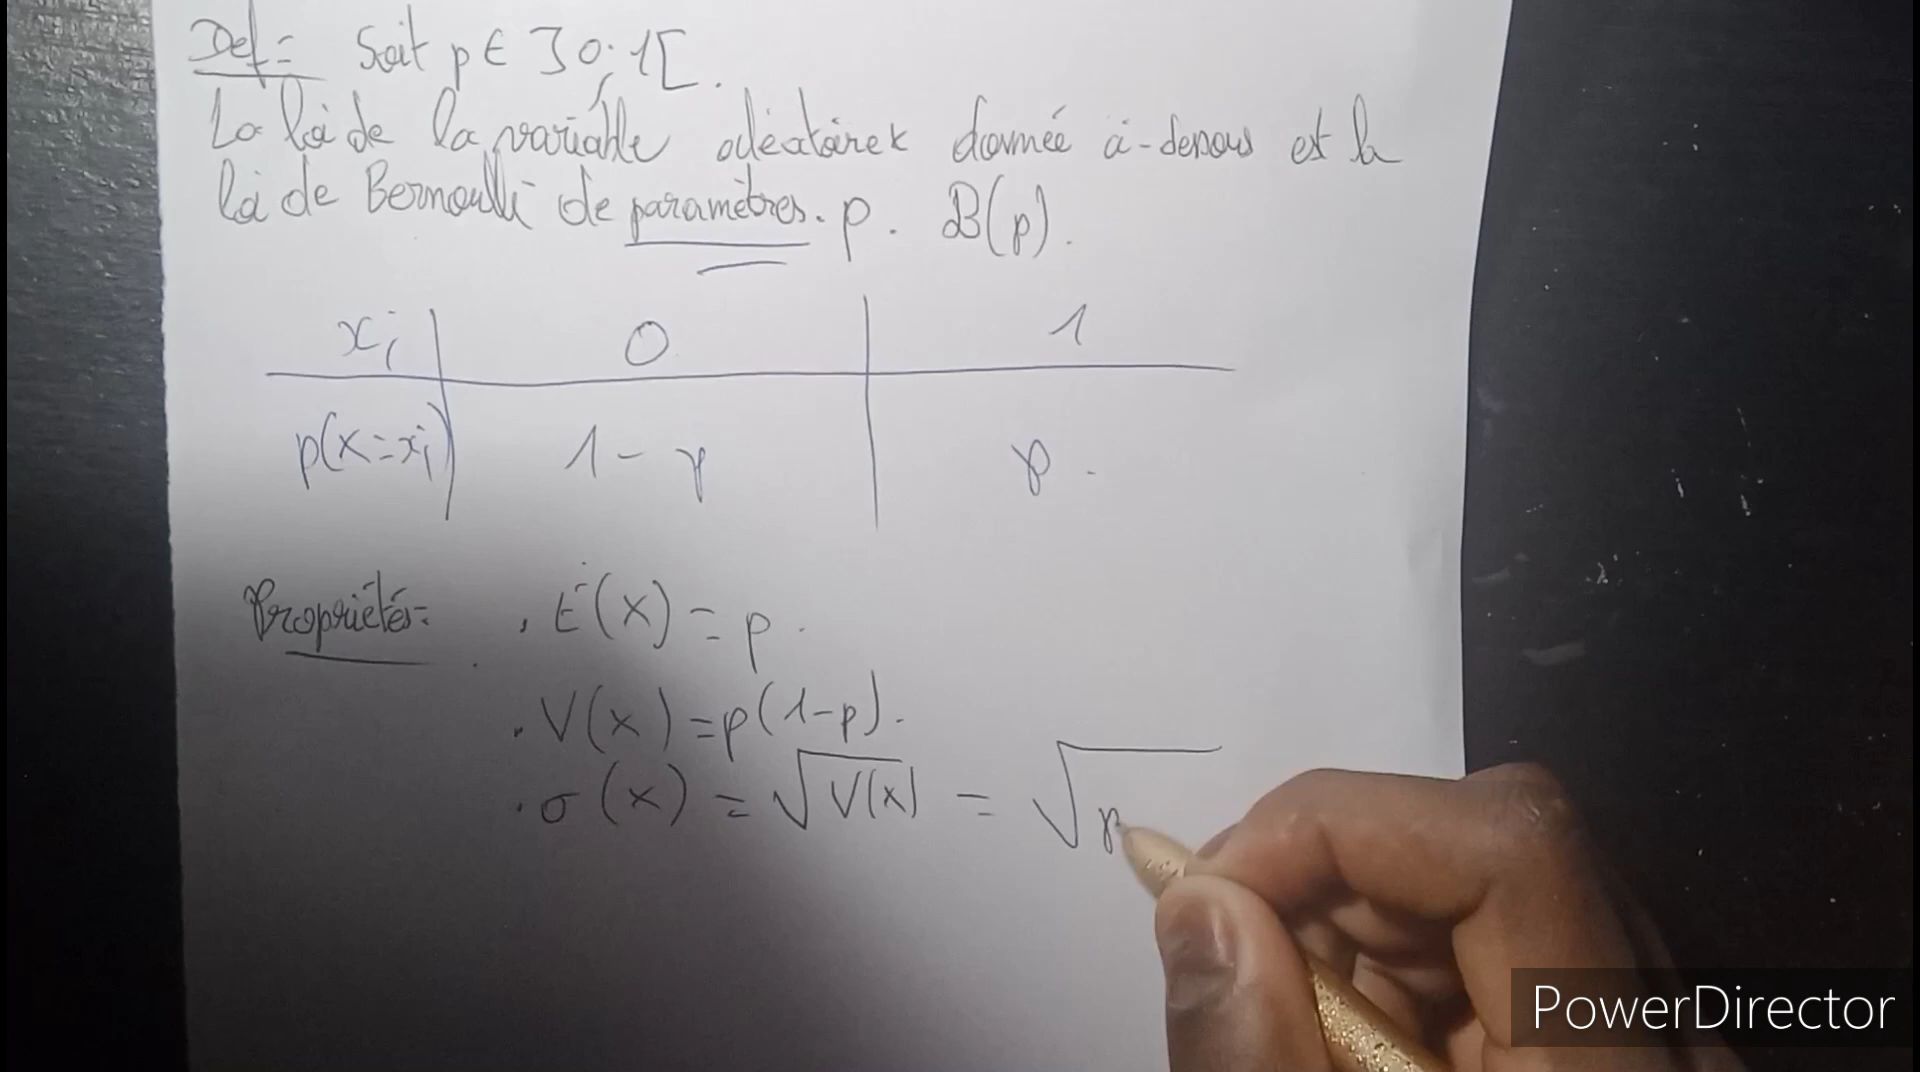 Def= Soit p ∈ ]0;1[.
La loi de la variable aléatoire X donnée ci-dessous est la
loi de Bernoulli de paramètres. p. B(p).
xi 0 1
p(X=xi) 1-p p.
Propriétés= . E(X) = p.
. V(X) = p(1-p).
. σ(X) = √V(X) = √p
PowerDirector